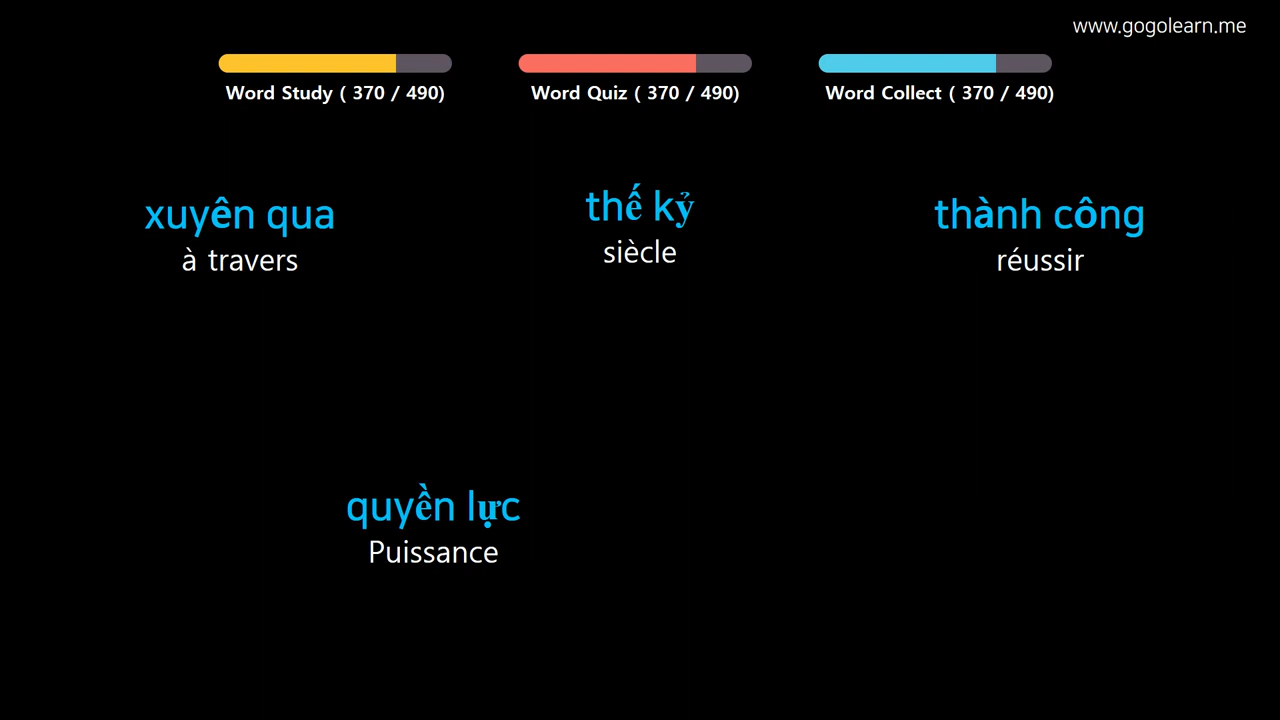 www.gogolearn.me
Word Study ( 370 / 490)
Word Quiz ( 370 / 490)
Word Collect ( 370 / 490)
xuyên qua
à travers
thế kỷ
siècle
thành công
réussir
quyền lực
Puissance